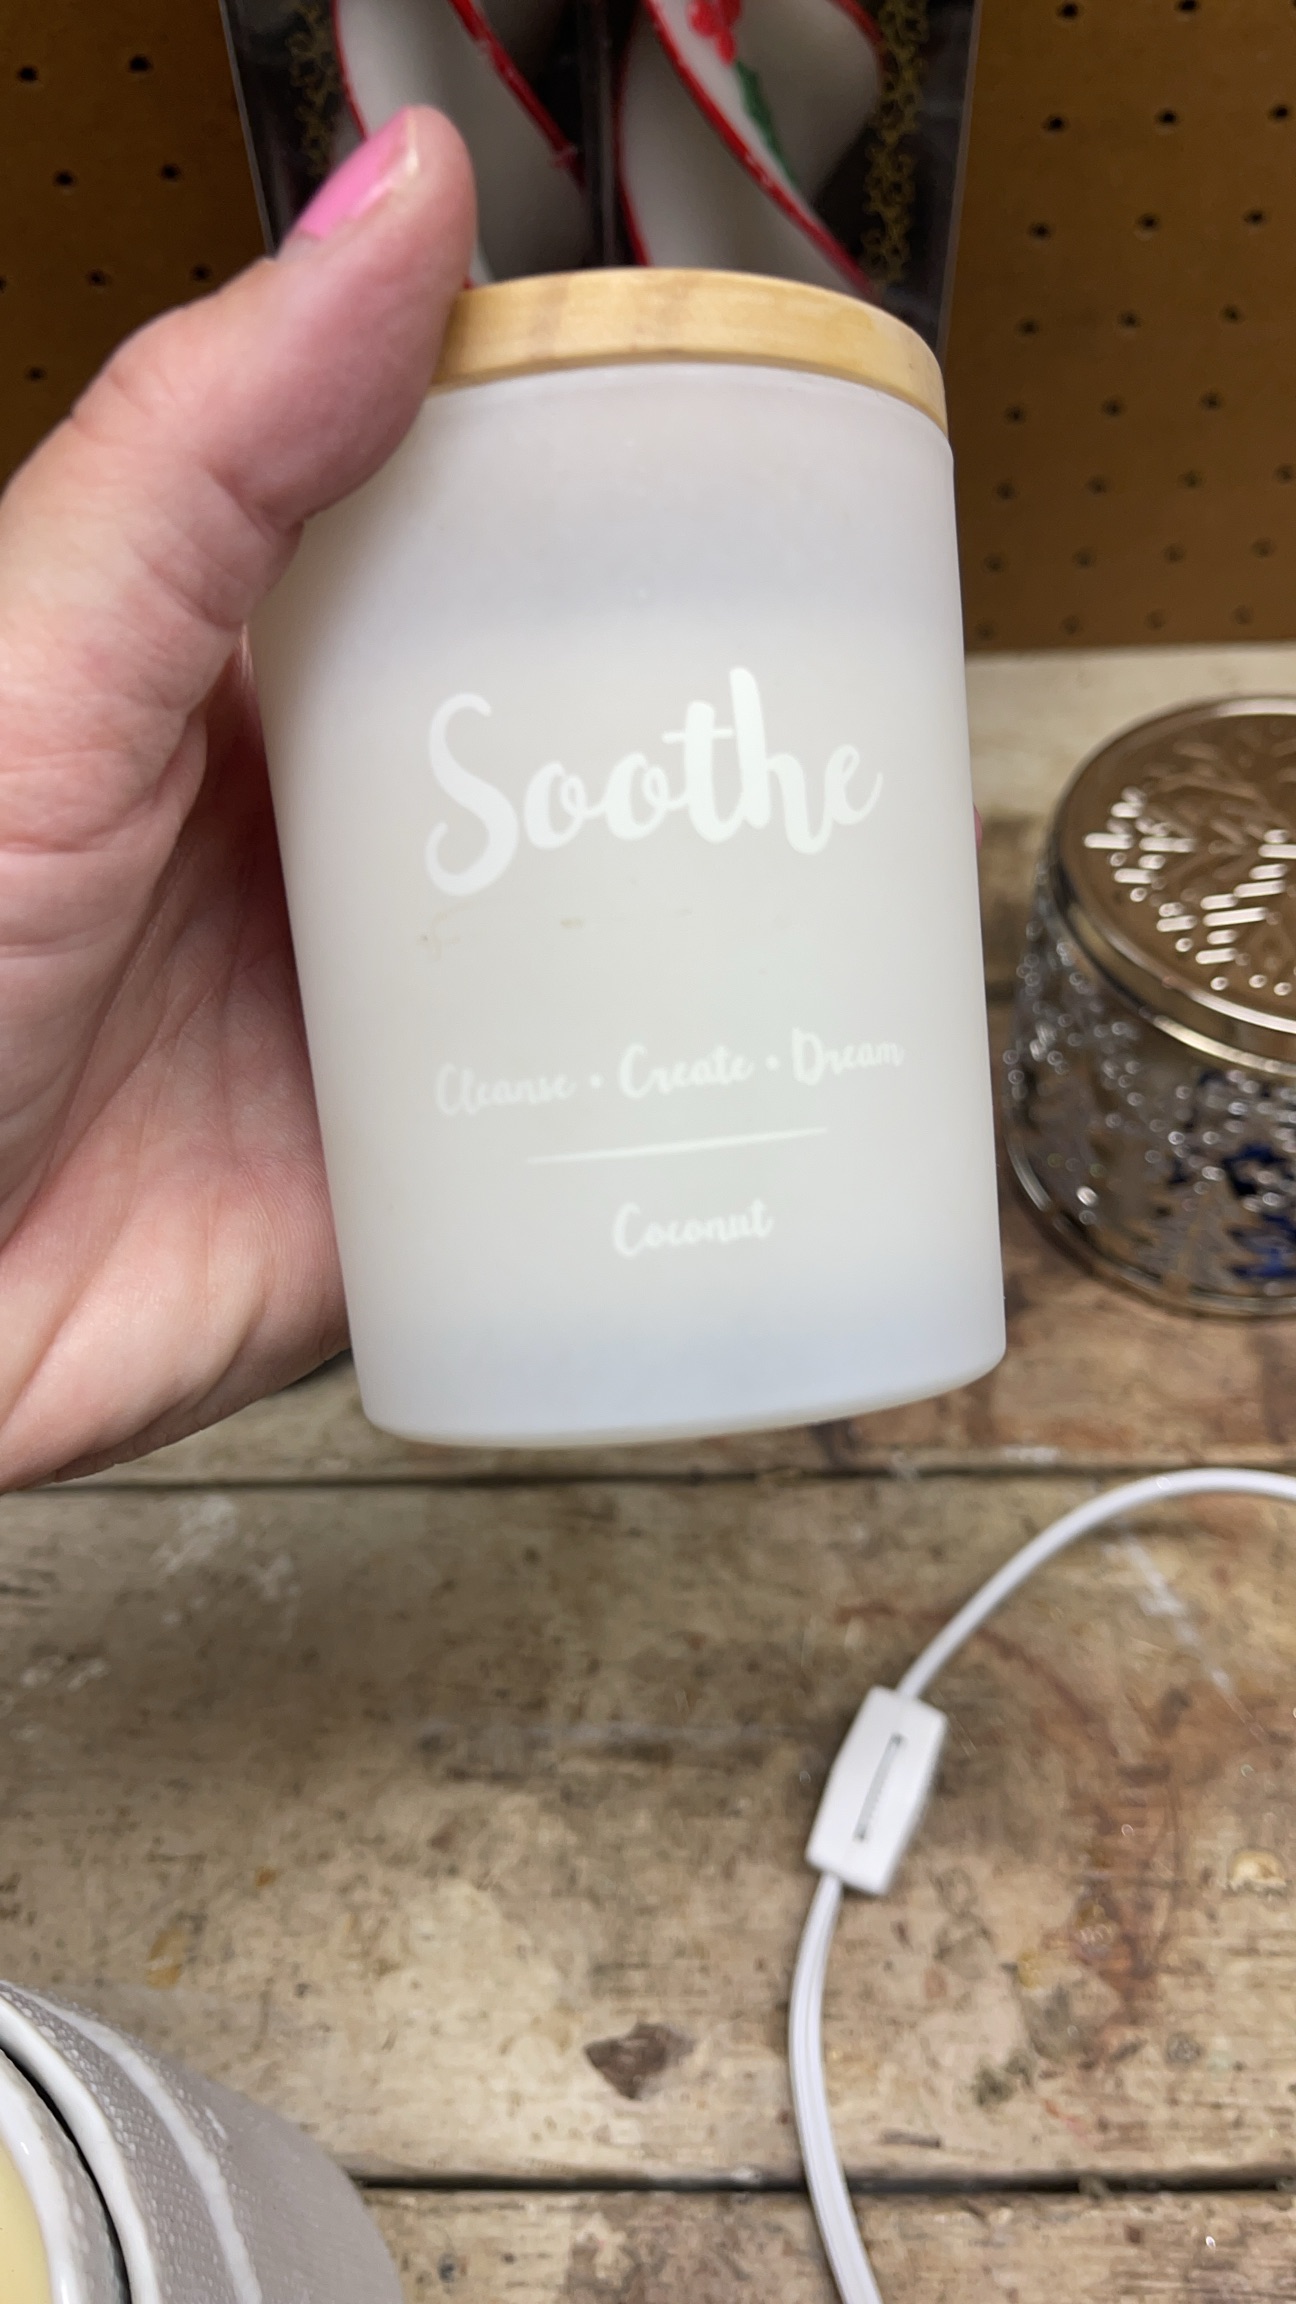 Soothe
Cleanse • Create • Dream
Coconut